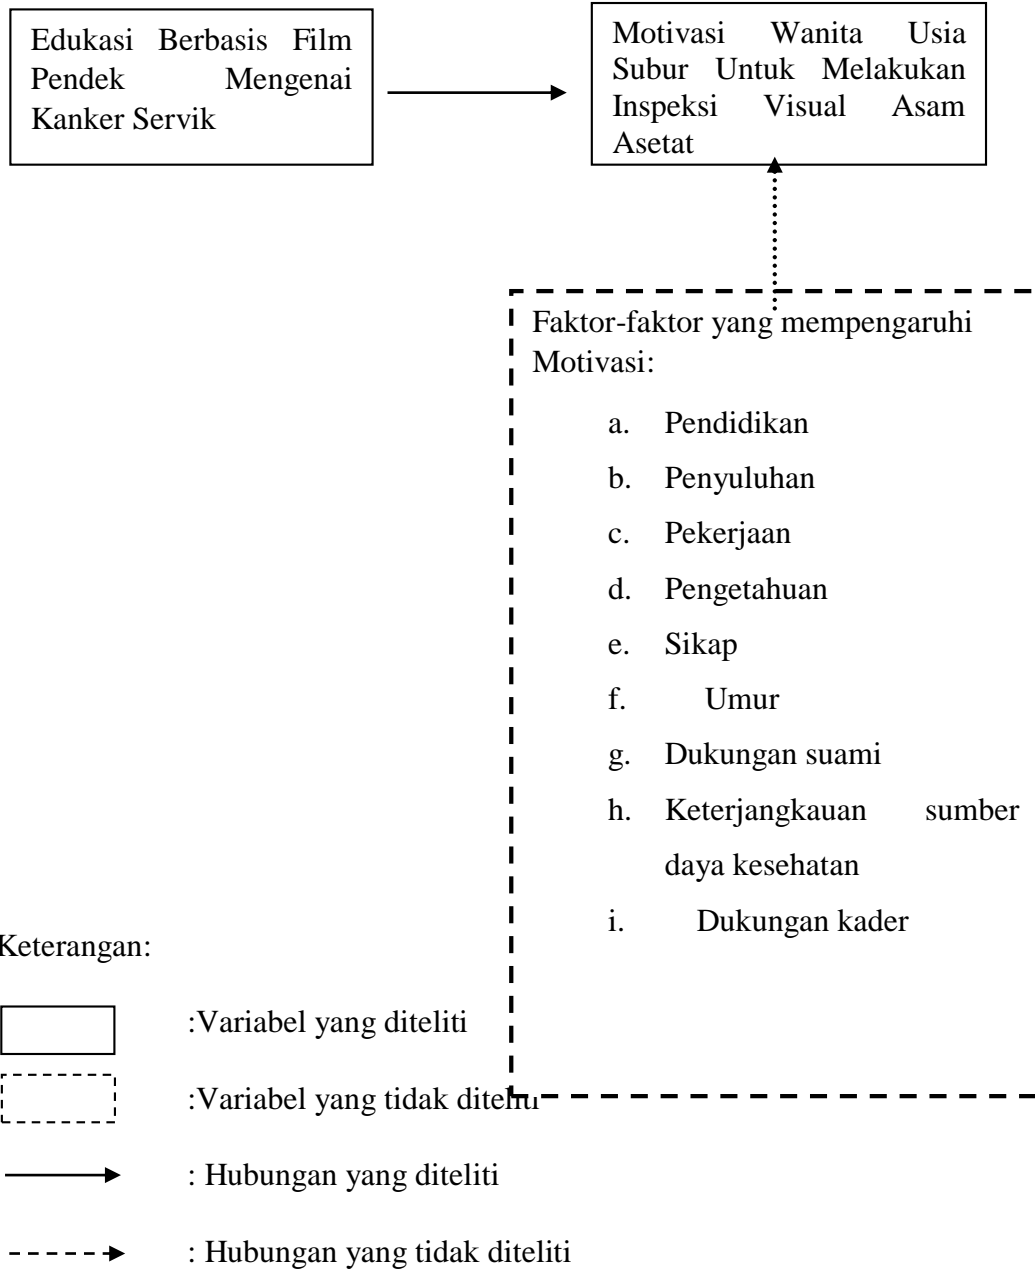 Edukasi Berbasis Film
Pendek Mengenai
Kanker Servik
Motivasi Wanita Usia
Subur Untuk Melakukan
Inspeksi Visual Asam
Asetat
Faktor-faktor yang mempengaruhi
Motivasi:
a. Pendidikan
b. Penyuluhan
c. Pekerjaan
d. Pengetahuan
e. Sikap
f. Umur
g. Dukungan suami
h. Keterjangkauan sumber
daya kesehatan
i. Dukungan kader
Keterangan:
:Variabel yang diteliti
:Variabel yang tidak diteliti
: Hubungan yang diteliti
: Hubungan yang tidak diteliti